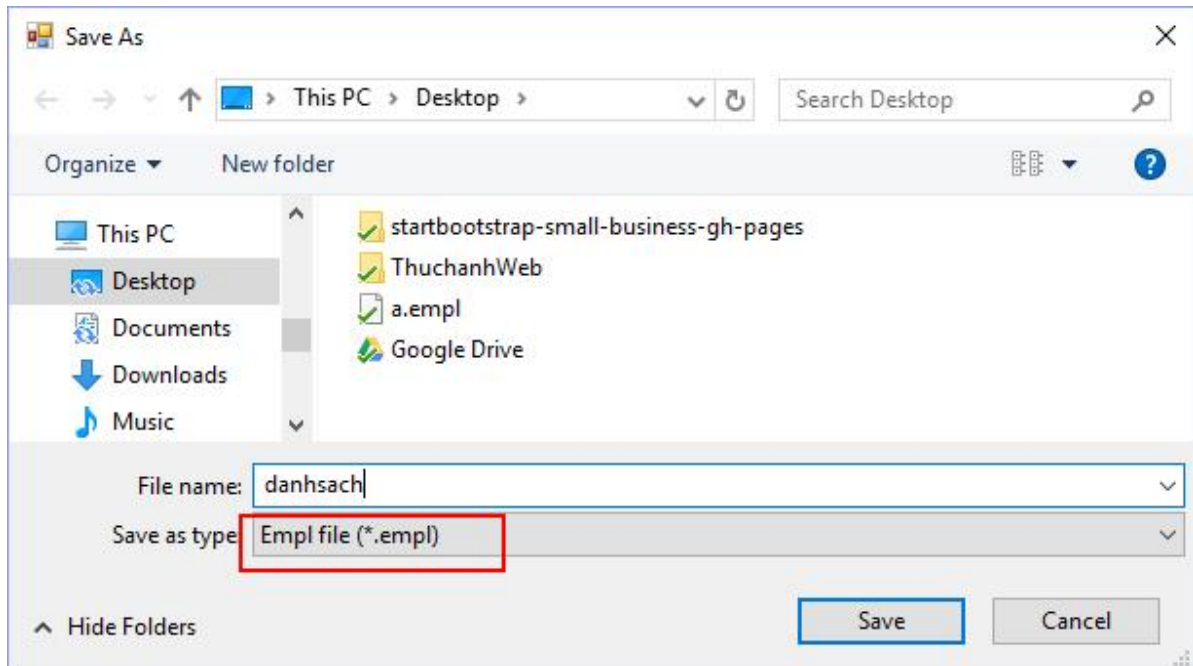 Save As
This PC > Desktop >
Search Desktop
Organize
New folder
This PC
Desktop
Documents
Downloads
Music
startbootstrap-small-business-gh-pages
ThuchanhWeb
a.empl
Google Drive
File name: danhsach
Save as type: Empl file (*.empl)
Hide Folders
Save
Cancel